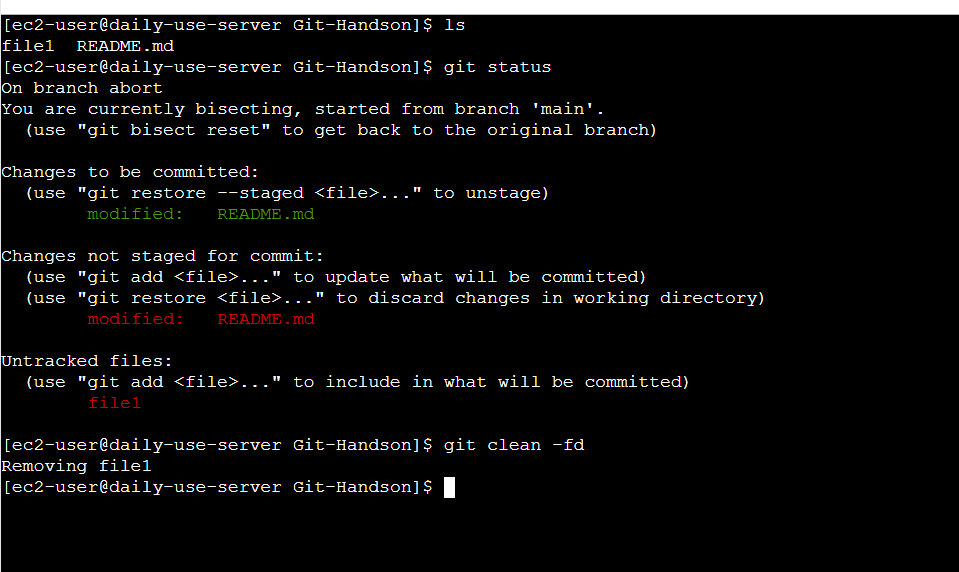 [ec2-user@daily-use-server Git-Handson]$ ls
file1  README.md
[ec2-user@daily-use-server Git-Handson]$ git status
On branch abort
You are currently bisecting, started from branch 'main'.
  (use "git bisect reset" to get back to the original branch)

Changes to be committed:
  (use "git restore --staged <file>..." to unstage)
        modified:   README.md

Changes not staged for commit:
  (use "git add <file>..." to update what will be committed)
  (use "git restore <file>..." to discard changes in working directory)
        modified:   README.md

Untracked files:
  (use "git add <file>..." to include in what will be committed)
        file1

[ec2-user@daily-use-server Git-Handson]$ git clean -fd
Removing file1
[ec2-user@daily-use-server Git-Handson]$